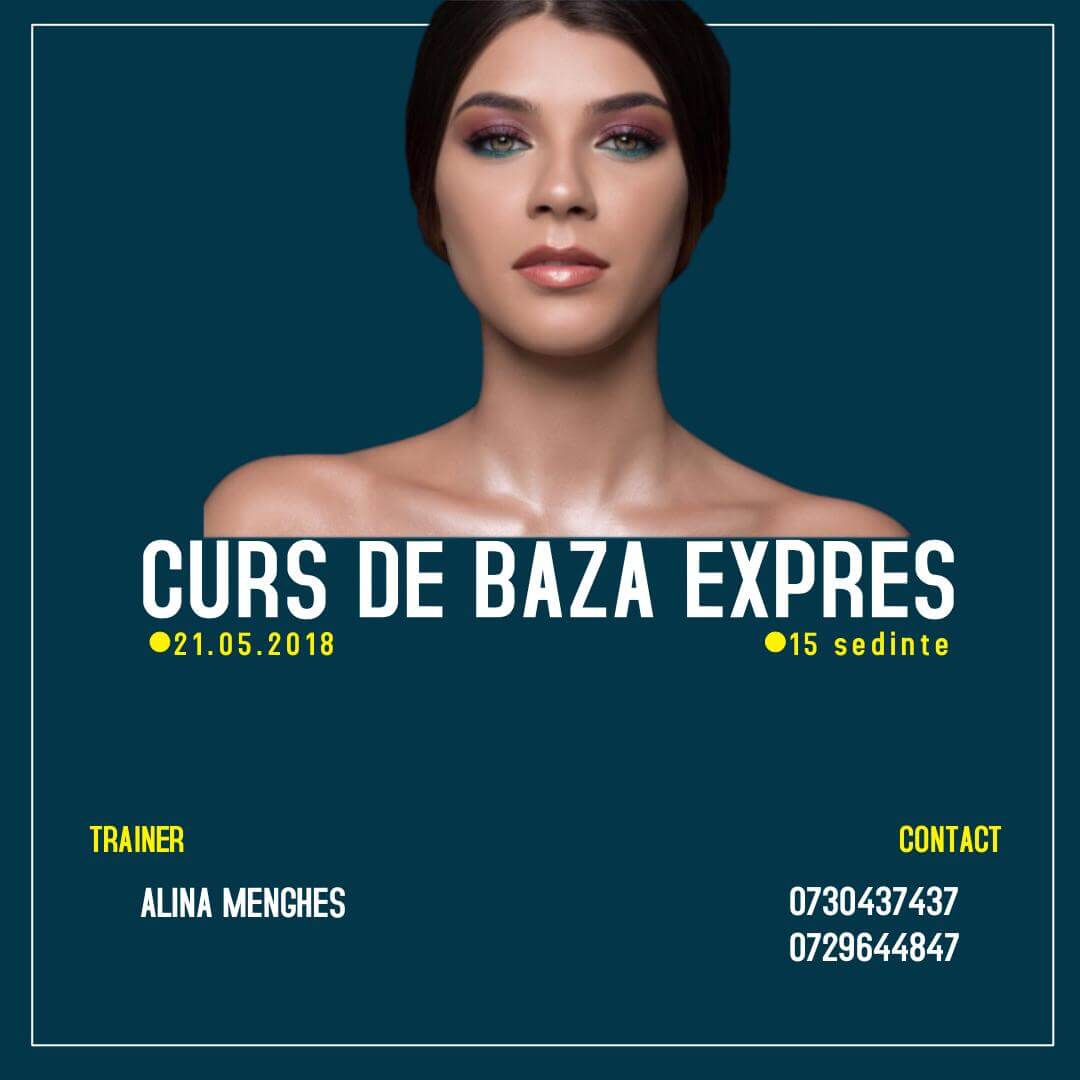 CURS DE BAZA EXPRES
21.05.2018
15 sedinte
TRAINER
ALINA MENGHES
CONTACT
0730437437
0729644847